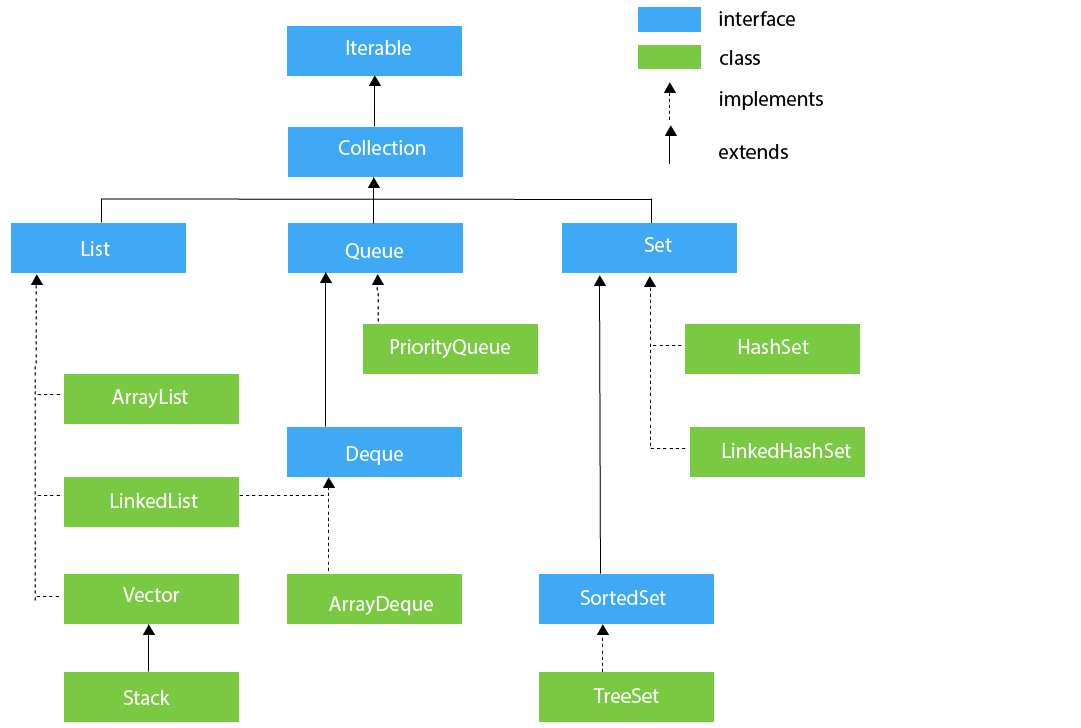 interface
Iterable
class
implements
Collection
extends
List
Queue
Set
PriorityQueue
HashSet
ArrayList
Deque
LinkedHashSet
LinkedList
Vector
ArrayDeque
SortedSet
Stack
TreeSet